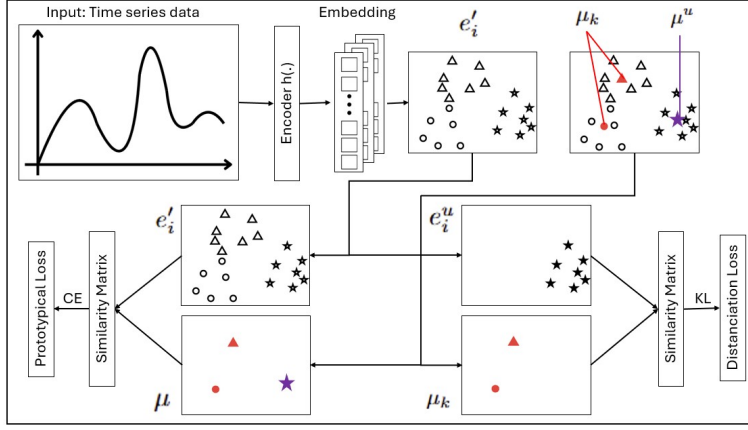 Input: Time series data
Embedding
Encoder h(.)
e'_i
μ_k
μ^u
e'_i
e^u_i
Prototypical Loss
CE
Similarity Matrix
Similarity Matrix
KL
Distanciation Loss
μ
μ_k